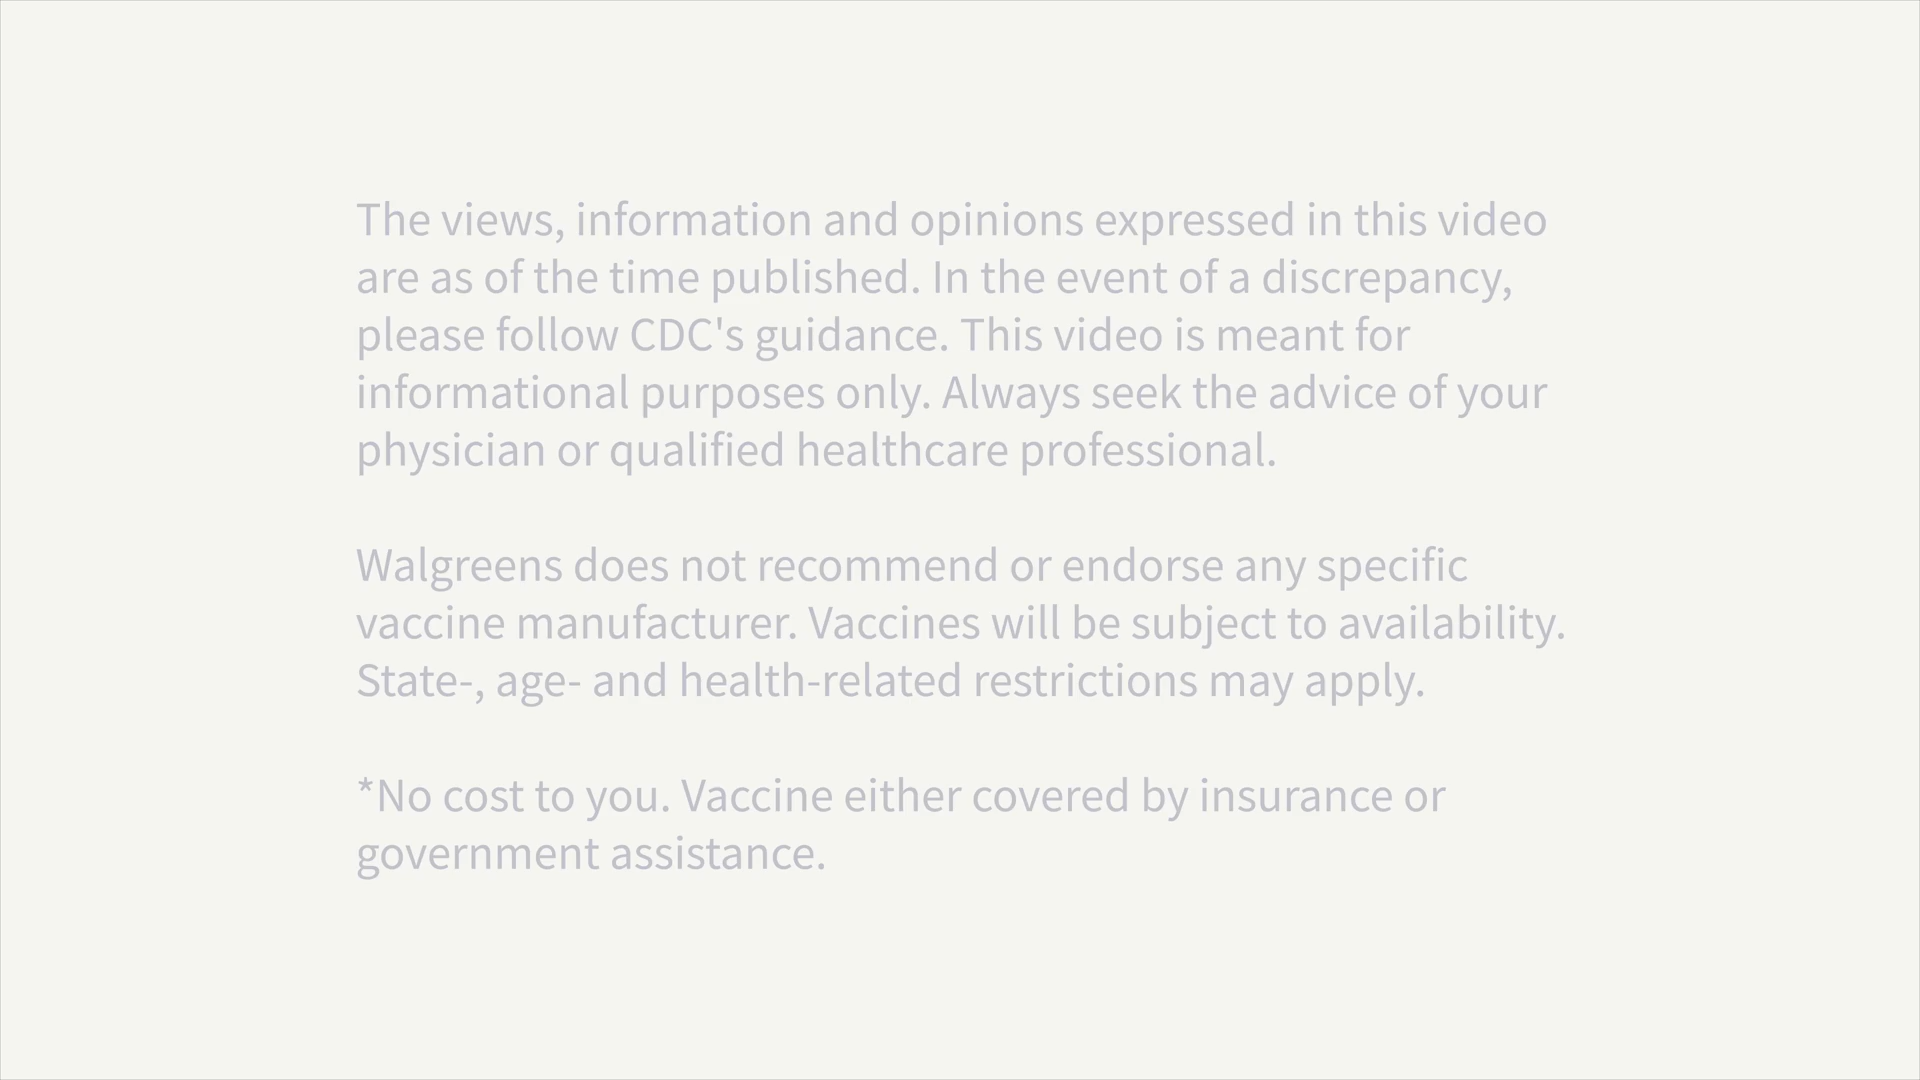 The views, information and opinions expressed in this video
are as of the time published. In the event of a discrepancy,
please follow CDC's guidance. This video is meant for
informational purposes only. Always seek the advice of your
physician or qualified healthcare professional.
Walgreens does not recommend or endorse any specific
vaccine manufacturer. Vaccines will be subject to availability.
State-, age- and health-related restrictions may apply.
*No cost to you. Vaccine either covered by insurance or
government assistance.